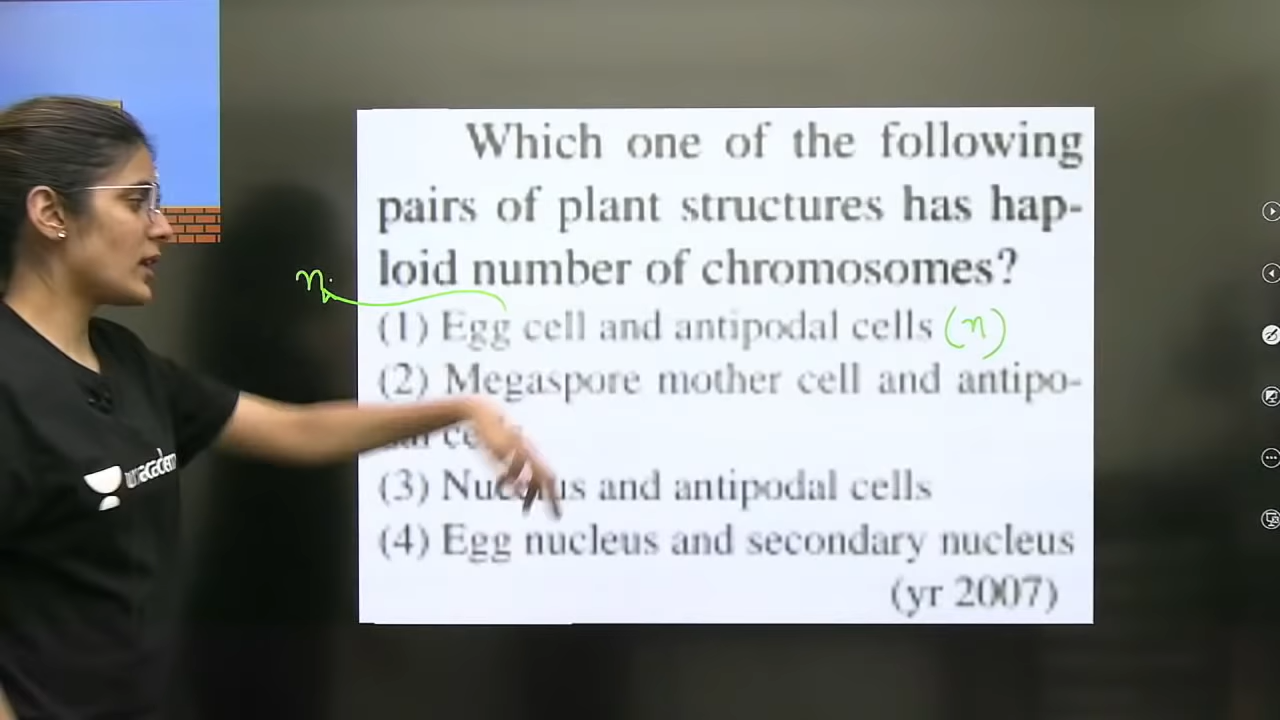 Which one of the following
pairs of plant structures has hap-
loid number of chromosomes?
n
(1) Egg cell and antipodal cells (n)
(2) Megaspore mother cell and antipo-
(3) Nucellus and antipodal cells
(4) Egg nucleus and secondary nucleus
(yr 2007)
unacademy